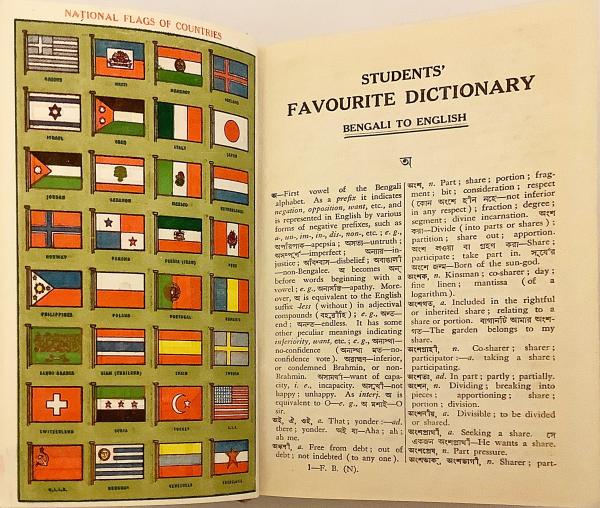 NATIONAL FLAGS OF COUNTRIES
GREECE
HAITI
HUNGARY
ICELAND
ISRAEL
IRAQ
ITALY
JAPAN
JORDAN
LEBANON
MEXICO
NETHERLANDS
NORWAY
PANAMA
PERSIA
PERU
PHILIPPINES
POLAND
PORTUGAL
SAUDI ARABIA
SIAM (THAILAND)
SPAIN
SWEDEN
SWITZERLAND
SYRIA
TURKEY
U.S.A.
U.S.S.R.
URUGUAY
VENEZUELA
YUGOSLAVIA
STUDENTS'
FAVOURITE DICTIONARY
BENGALI TO ENGLISH
অ
অ—First vowel of the Bengali
alphabet. As a prefix it indicates
negation, opposition, want, etc., and
is represented in English by various
forms of negative prefixes, such as
a-, un-, im-, in-, dis-, non-, etc.; e. g.,
অপরিপাক—apepsia; অসত্য—untruth;
অসম্পূর্ণ—imperfect; অন্যায়—in-
justice; অবিশ্বাস—disbelief; অবাঙালী
—non-Bengalee. অ becomes অন্
before words beginning with a
vowel; e. g., অনাসক্তি—apathy. More-
over, অ is equivalent to the English
suffix -less (without) in adjectival
compounds (বহুব্রীহি); e. g., অনন্ত—
end; অনন্ত—endless. It has some
other peculiar meanings indicating
inferiority, want, etc.; e. g., অনাস্থা—
no-confidence (অনাস্থা মত—no-
confidence vote). অব্রাহ্মণ—inferior,
or condemned Brahmin, or non-
Brahmin. অসামর্থ্য—want of capa-
city, i. e., incapacity. অসুখী—not
happy; unhappy. As interj. অ is
equivalent to O—e. g., অ মশাই—O
sir.
অই, ঐ, ওই, a. That; yonder:—ad.
there; yonder. অই যা—Aha; ah;
ah me.
অঋণী, a. Free from debt; out of
debt; not indebted (to any one).
1—F. B. (N).
অংশ, n. Part; share; portion; frag-
ment; bit; consideration; respect
(কোন অংশে হীন নহে—not inferior
in any respect); fraction; degree;
segment; divine incarnation. অংশ
করা—Divide (into parts or shares);
partition; share out; apportion.
অংশ লওয়া বা গ্রহণ করা—Share;
participate; take part in. সূর্যের
অংশে জন্ম—Born of the sun-god.
অংশক, n. Kinsman; co-sharer; day;
fine linen; mantissa (of a
logarithm).
অংশগত, a. Included in the rightful
or inherited share; relating to a
share or portion. বাগানটি আমার অংশ-
গত—The garden belongs to my
share.
অংশগ্রাহী, n. Co-sharer; sharer;
participator:—a. taking a share;
participating.
অংশতঃ, ad. In part; partly; partially.
অংশন, n. Dividing; breaking into
pieces; apportioning; share;
portion; division.
অংশনীয়, a. Divisible; to be divided
or shared.
অংশপ্রার্থী, a. Seeking a share. সে
একজন অংশপ্রার্থী—He wants a share.
অংশপ্রেষ, n. Part pressure.
অংশভাক্, অংশভাগী, n. Sharer; part-